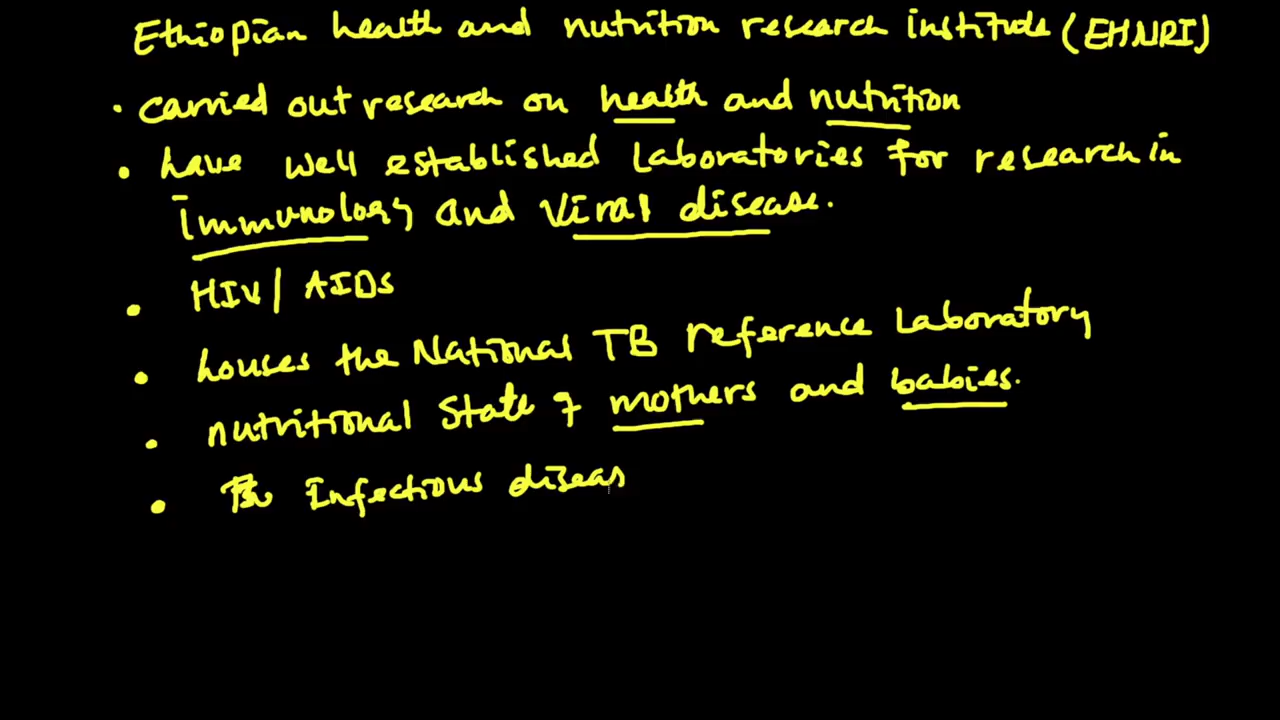 Ethiopian health and nutrition research institute (EHNRI)
• carried out research on health and nutrition
• have well established laboratories for research in
immunology and viral disease.
• HIV/AIDs
• houses the National TB reference Laboratory
• nutritional state of mothers and babies.
• Infectious diseas